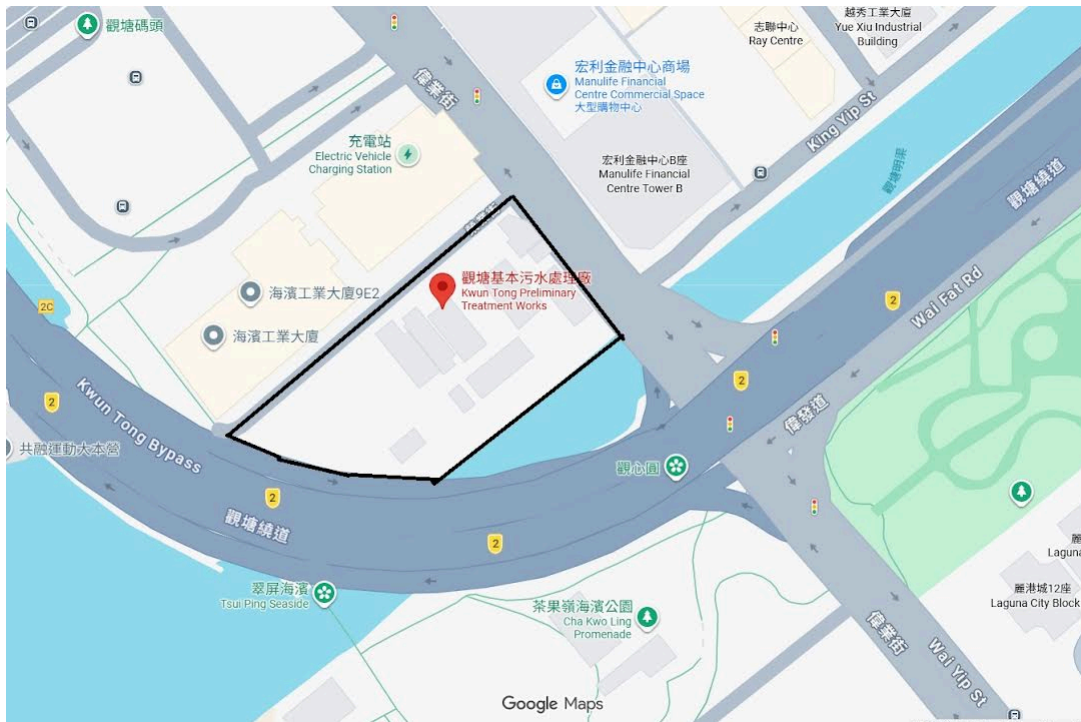 觀塘碼頭
偉業街
志聯中心
Ray Centre
越秀工業大廈
Yue Xiu Industrial
Building
宏利金融中心商場
Manulife Financial
Centre Commercial Space
大型購物中心
King Yip St
充電站
Electric Vehicle
Charging Station
宏利金融中心B座
Manulife Financial
Centre Tower B
觀塘明渠
觀塘繞道
觀塘基本污水處理廠
Kwun Tong Preliminary
Treatment Works
海濱工業大廈9E2
海濱工業大廈
2C
2
Wai Fat Rd
2
2
Kwun Tong Bypass
共融運動大本營
偉發道
觀心圓
2
觀塘繞道
2
翠屏海濱
Tsui Ping Seaside
茶果嶺海濱公園
Cha Kwo Ling
Promenade
麗
Laguna
麗港城12座
Laguna City Block
偉業街
Wai Yip St
Google Maps